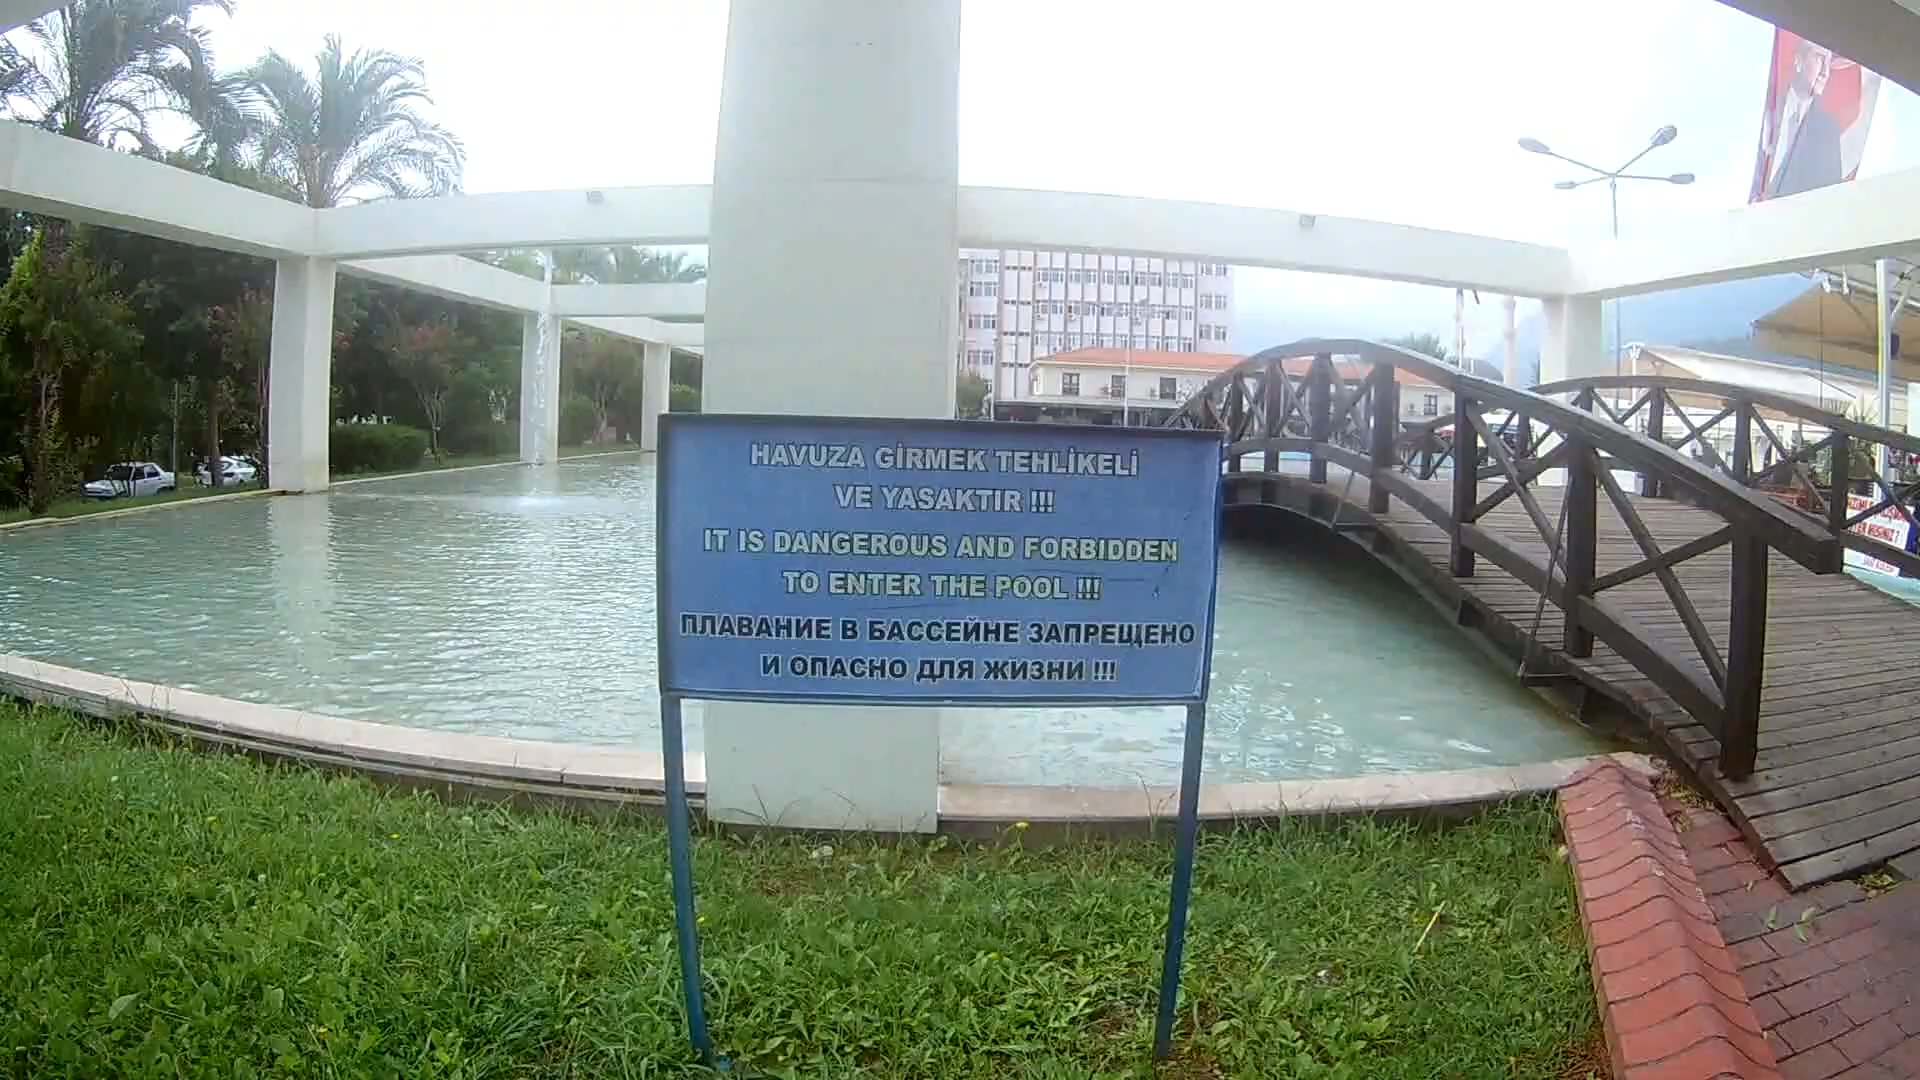 HAVUZA GİRMEK TEHLİKELİ
VE YASAKTIR !!!
IT IS DANGEROUS AND FORBIDDEN
TO ENTER THE POOL !!!
ПЛАВАНИЕ В БАССЕЙНЕ ЗАПРЕЩЕНО
И ОПАСНО ДЛЯ ЖИЗНИ !!!